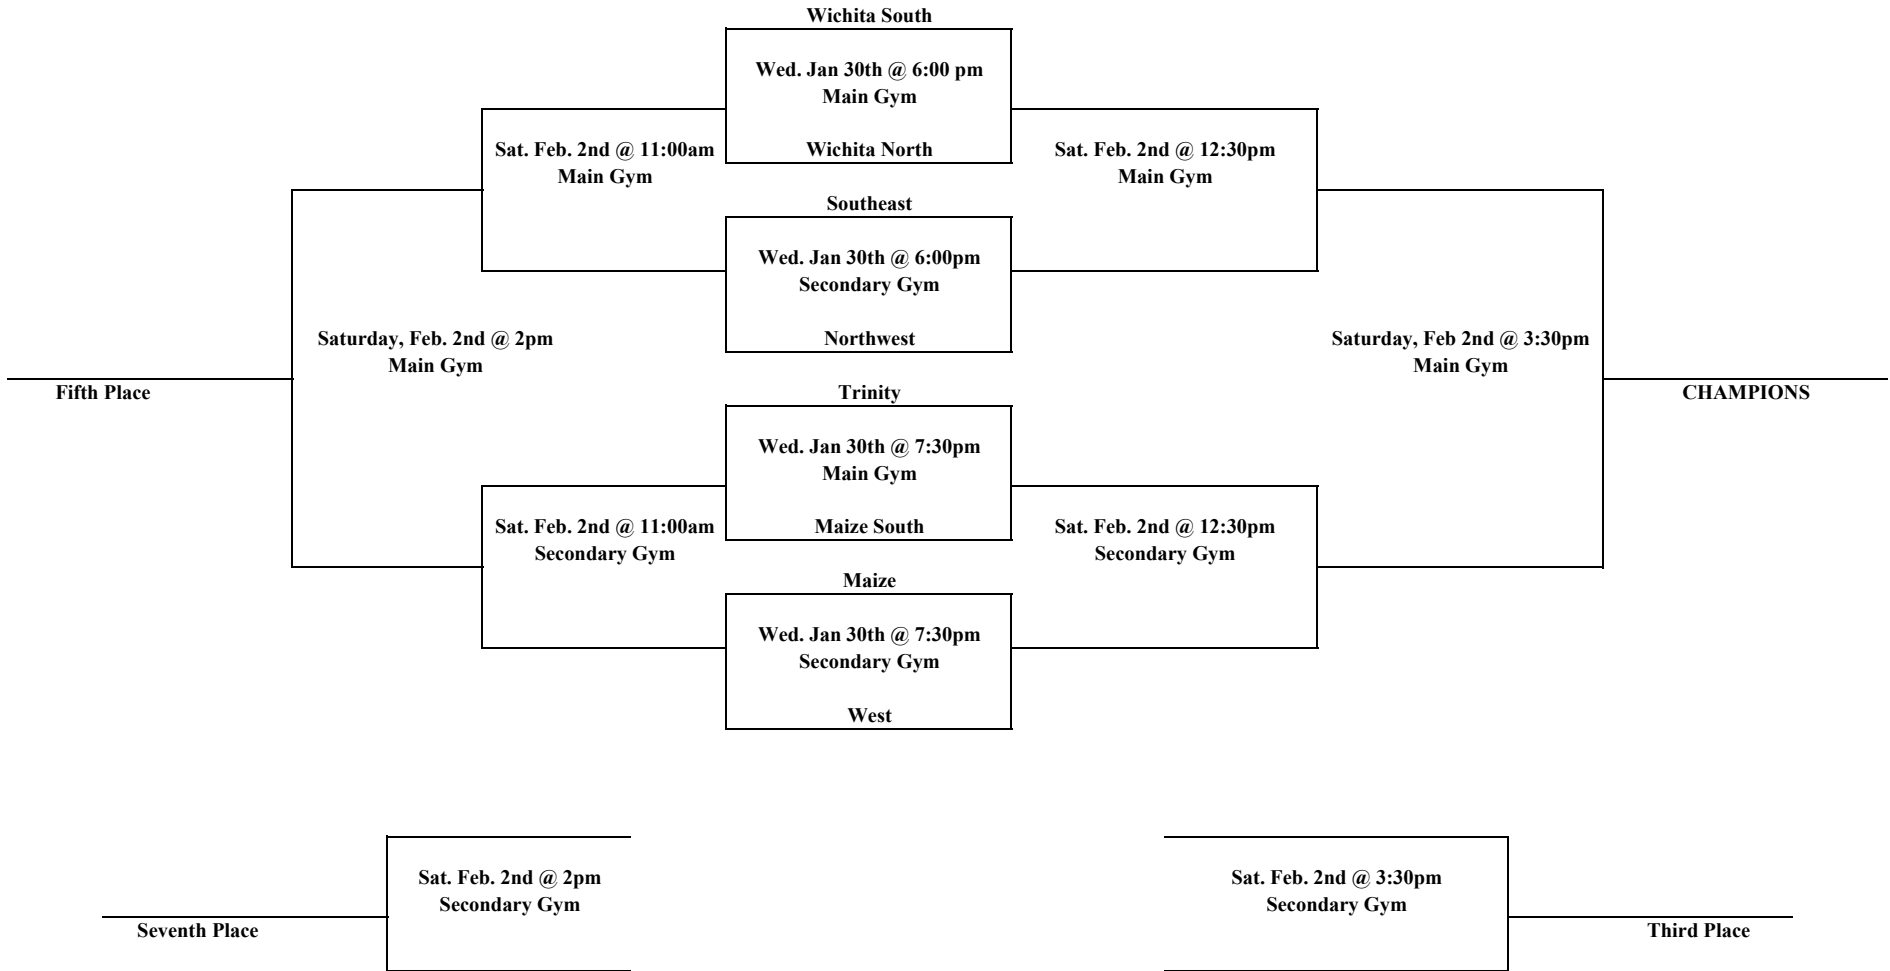 Wichita South
Wed. Jan 30th @ 6:00 pm
Main Gym
Sat. Feb. 2nd @ 11:00am
Wichita North
Sat. Feb. 2nd @ 12:30pm
Main Gym
Main Gym
Southeast
Wed. Jan 30th @ 6:00pm
Secondary Gym
Saturday, Feb. 2nd @ 2pm
Northwest
Saturday, Feb 2nd @ 3:30pm
Main Gym
Main Gym
Fifth Place
Trinity
CHAMPIONS
Wed. Jan 30th @ 7:30pm
Main Gym
Sat. Feb. 2nd @ 11:00am
Maize South
Sat. Feb. 2nd @ 12:30pm
Secondary Gym
Secondary Gym
Maize
Wed. Jan 30th @ 7:30pm
Secondary Gym
West
Sat. Feb. 2nd @ 2pm
Sat. Feb. 2nd @ 3:30pm
Secondary Gym
Secondary Gym
Seventh Place
Third Place